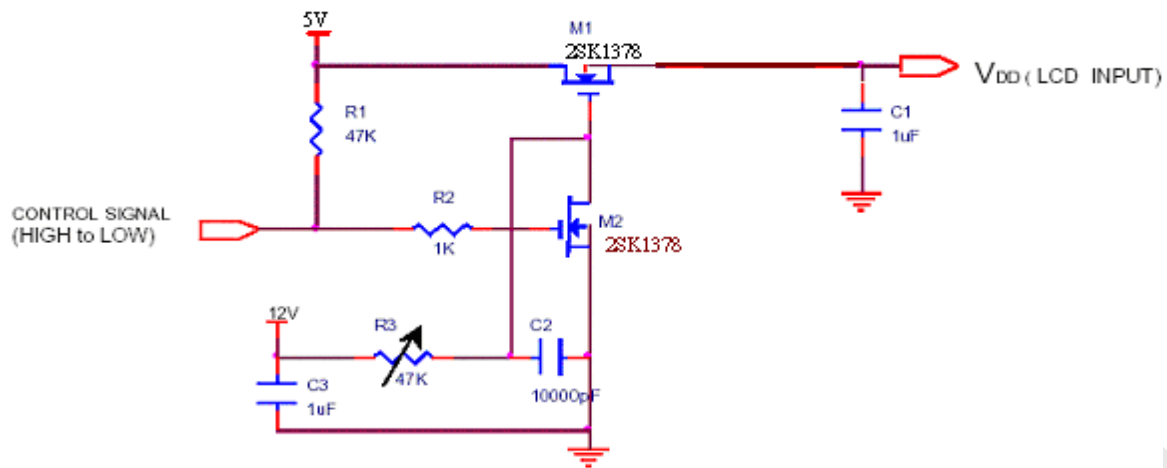 5V
M1
2SK1378
V DD ( LCD INPUT)
R1
47K
C1
1uF
R2
CONTROL SIGNAL
(HIGH to LOW)
1K
M2
2SK1378
12V
R3
C2
47K
10000pF
C3
1uF